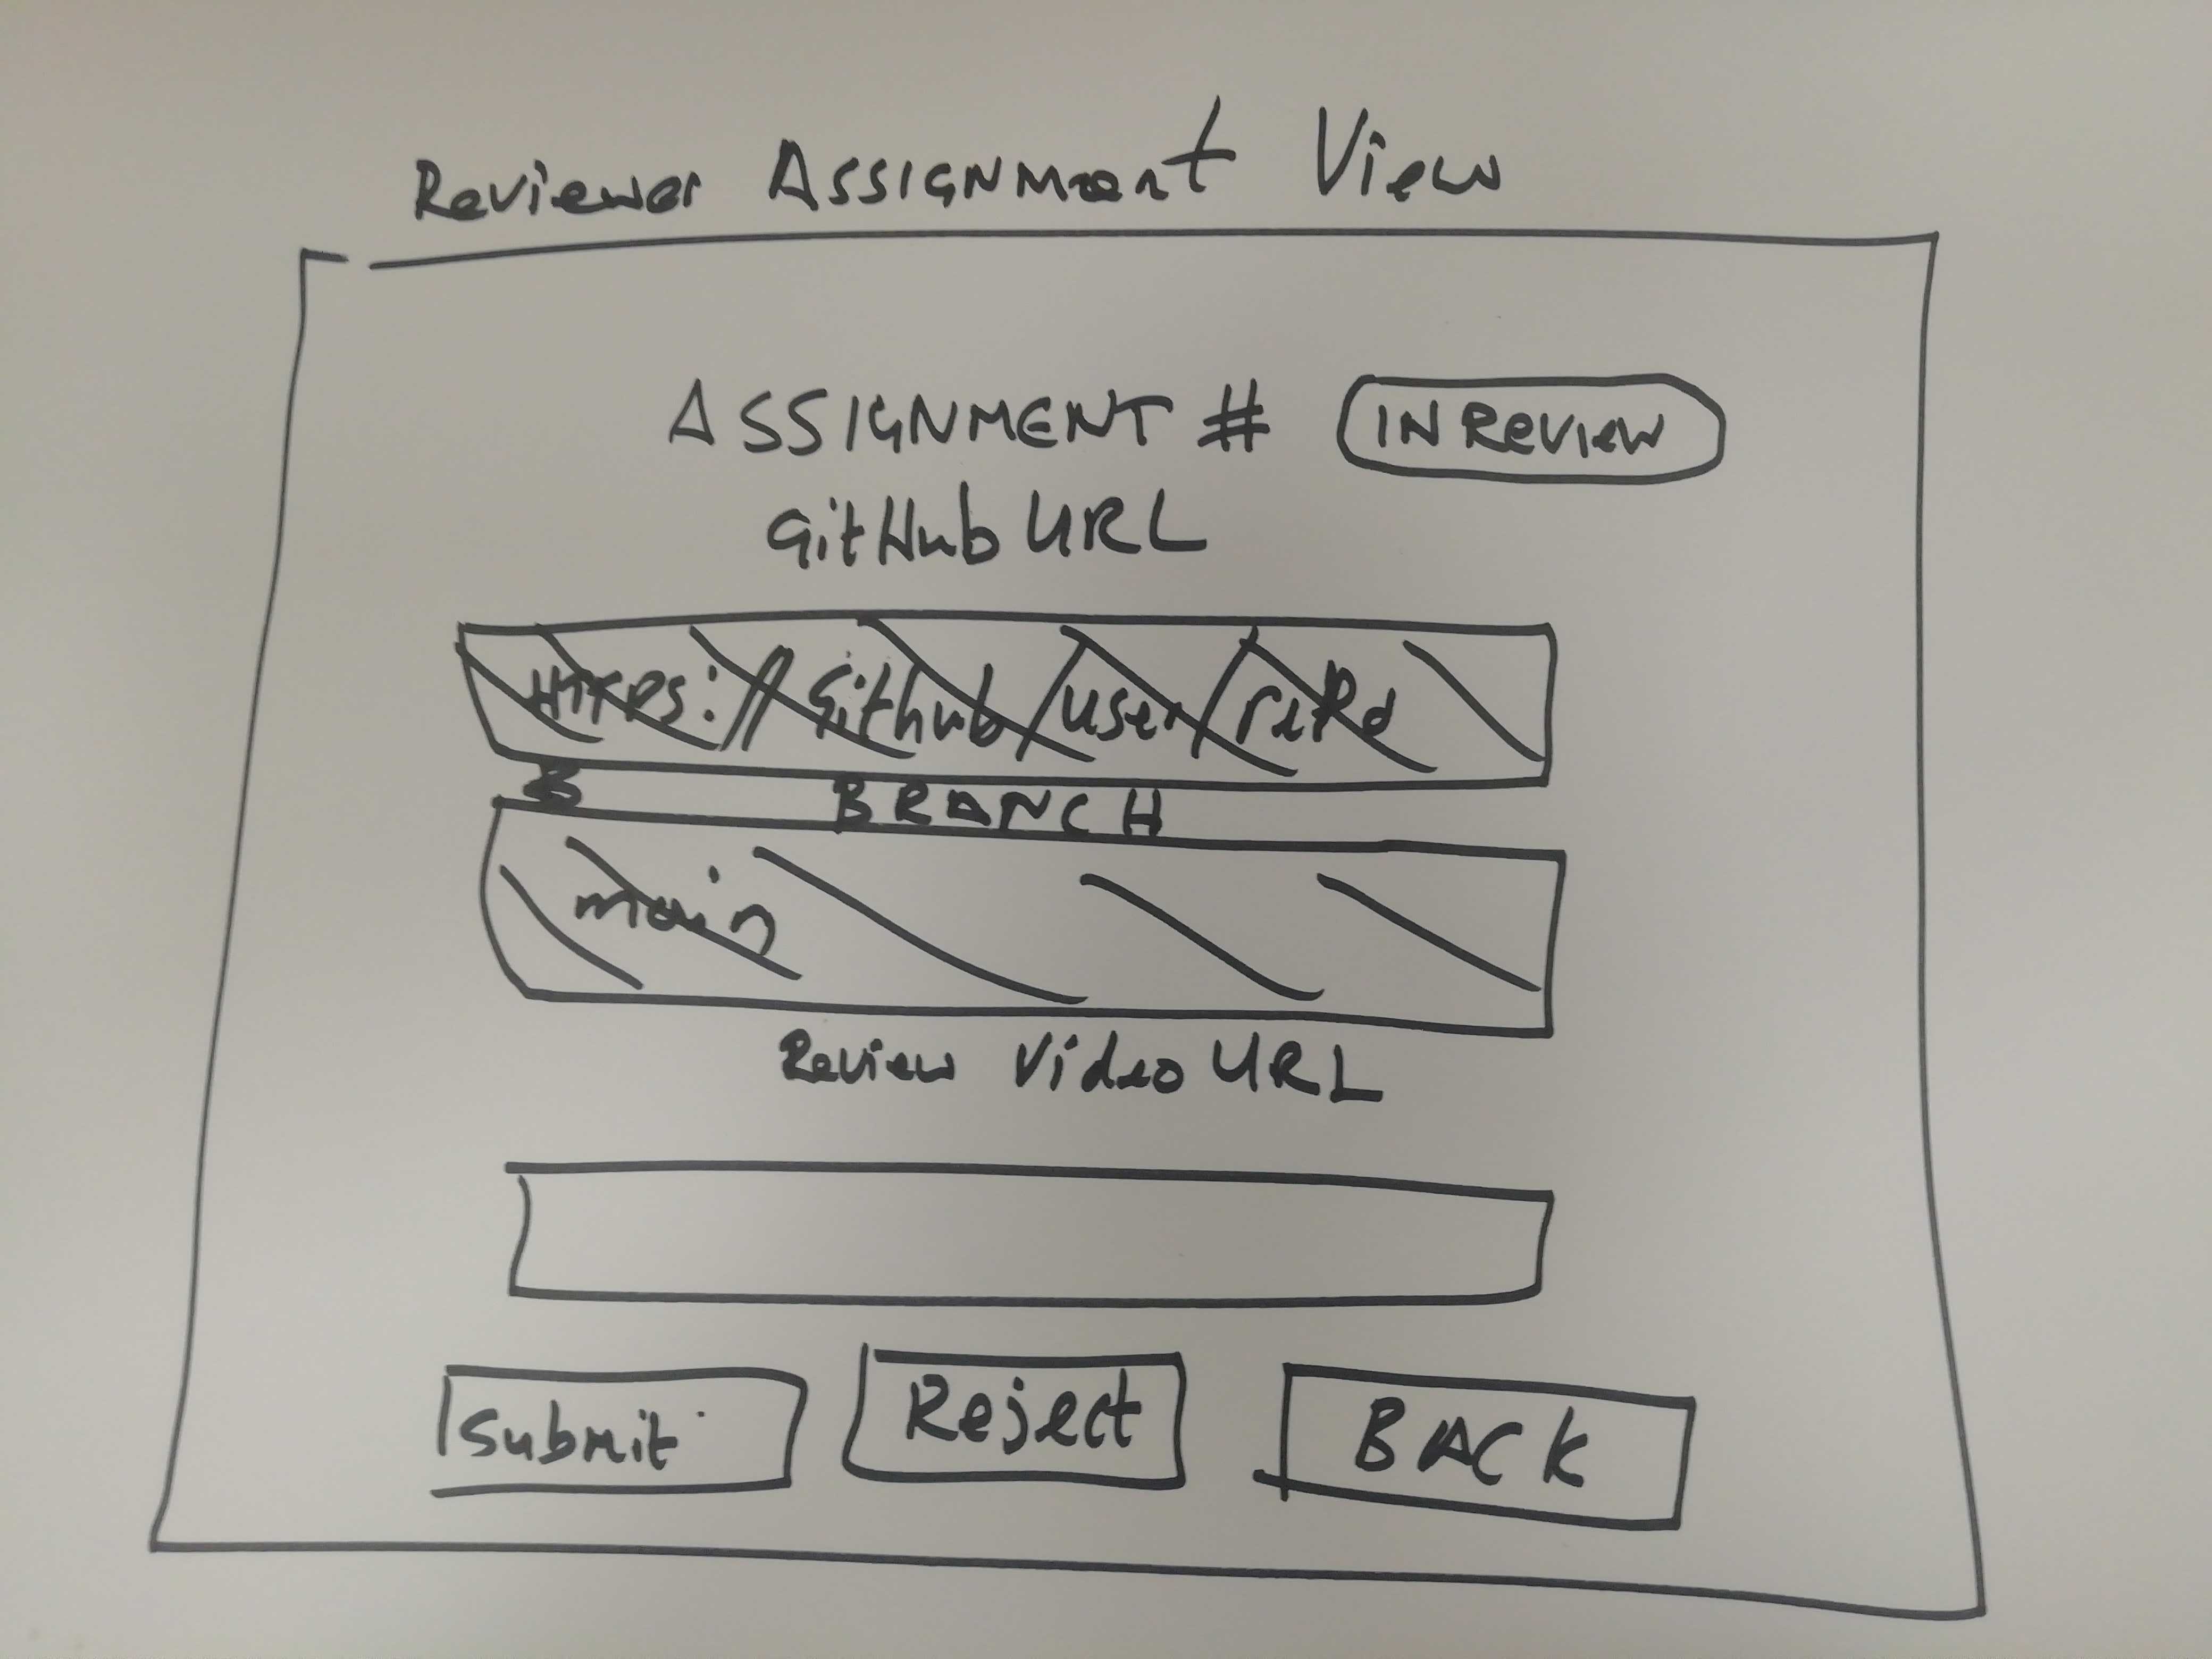 Reviewer Assignment View
ASSIGNMENT # IN Review
GitHub URL
https://Github/user/
BRANCH
main
Review Video URL
Submit Reject BACK